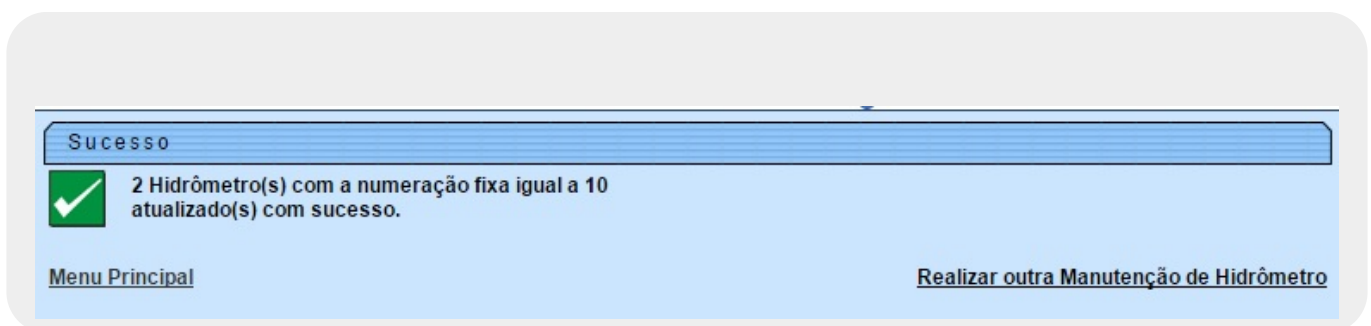 Sucesso
2 Hidrômetro(s) com a numeração fixa igual a 10
atualizado(s) com sucesso.
Menu Principal
Realizar outra Manutenção de Hidrômetro